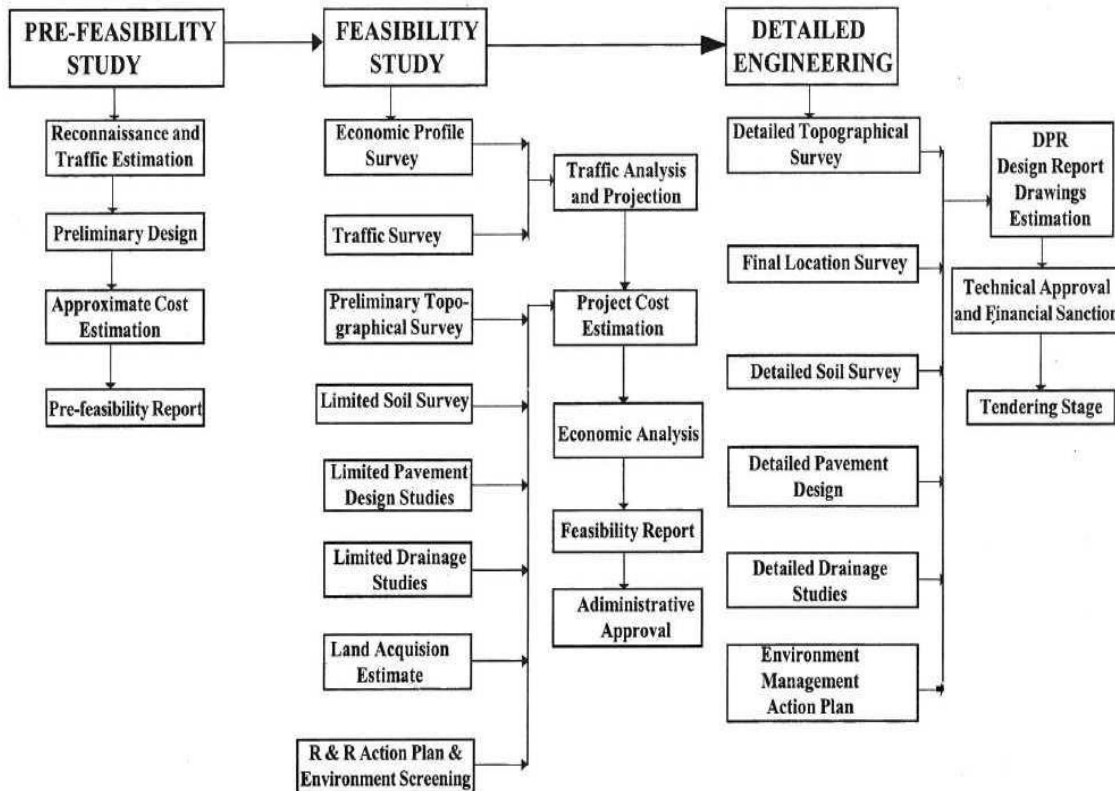 PRE-FEASIBILITY
STUDY
FEASIBILITY
STUDY
DETAILED
ENGINEERING
Reconnaissance and
Traffic Estimation
Preliminary Design
Approximate Cost
Estimation
Pre-feasibility Report
Economic Profile
Survey
Traffic Survey
Preliminary Topo-
graphical Survey
Limited Soil Survey
Limited Pavement
Design Studies
Limited Drainage
Studies
Land Acquision
Estimate
R & R Action Plan &
Environment Screening
Traffic Analysis
and Projection
Project Cost
Estimation
Economic Analysis
Feasibility Report
Adiministrative
Approval
Detailed Topographical
Survey
Final Location Survey
Detailed Soil Survey
Detailed Pavement
Design
Detailed Drainage
Studies
Environment
Management
Action Plan
DPR
Design Report
Drawings
Estimation
Technical Approval
and Financial Sanction
Tendering Stage